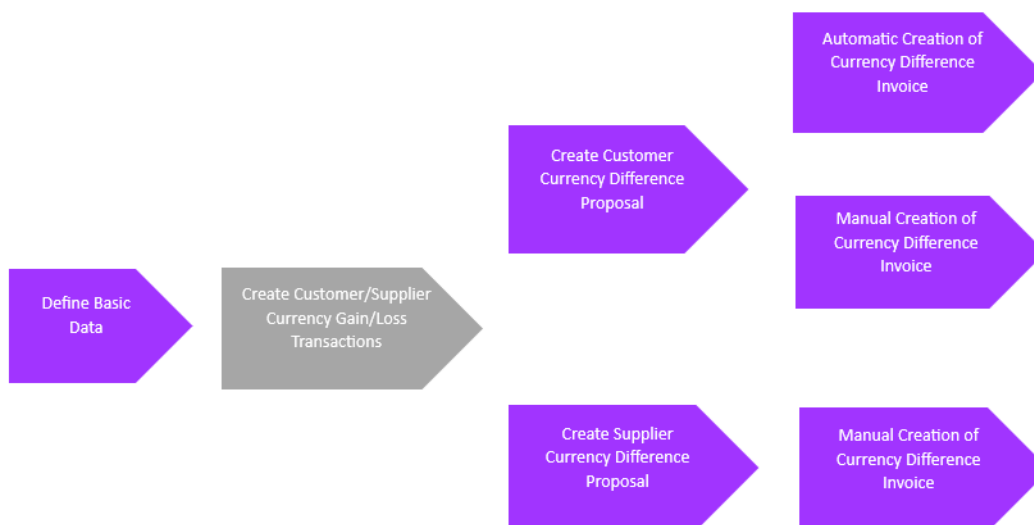 Define Basic
Data
Create Customer/Supplier
Currency Gain/Loss
Transactions
Create Customer
Currency Difference
Proposal
Automatic Creation of
Currency Difference
Invoice
Manual Creation of
Currency Difference
Invoice
Create Supplier
Currency Difference
Proposal
Manual Creation of
Currency Difference
Invoice